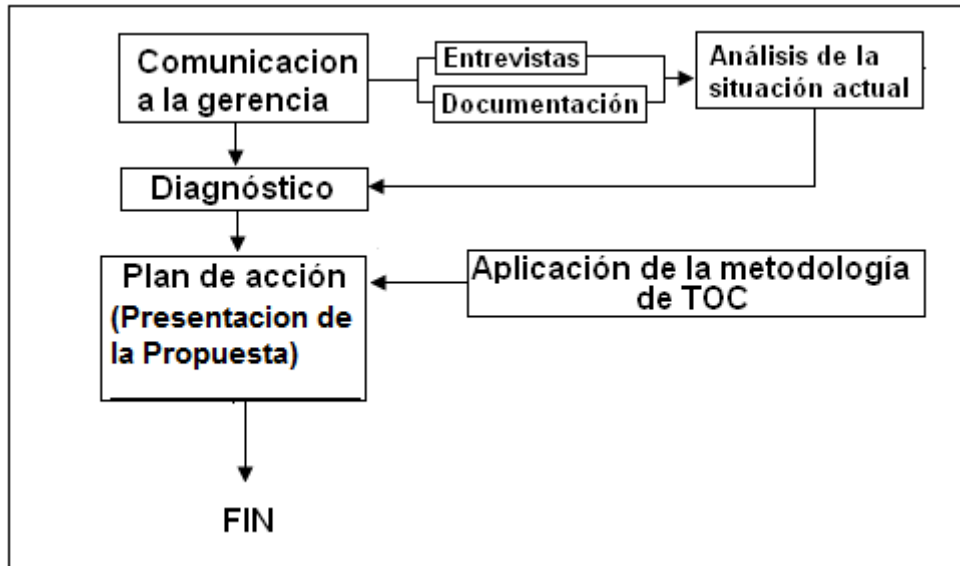 Comunicacion
a la gerencia
Entrevistas
Documentación
Análisis de la
situación actual
Diagnóstico
Plan de acción
(Presentacion de
la Propuesta)
Aplicación de la metodología
de TOC
FIN